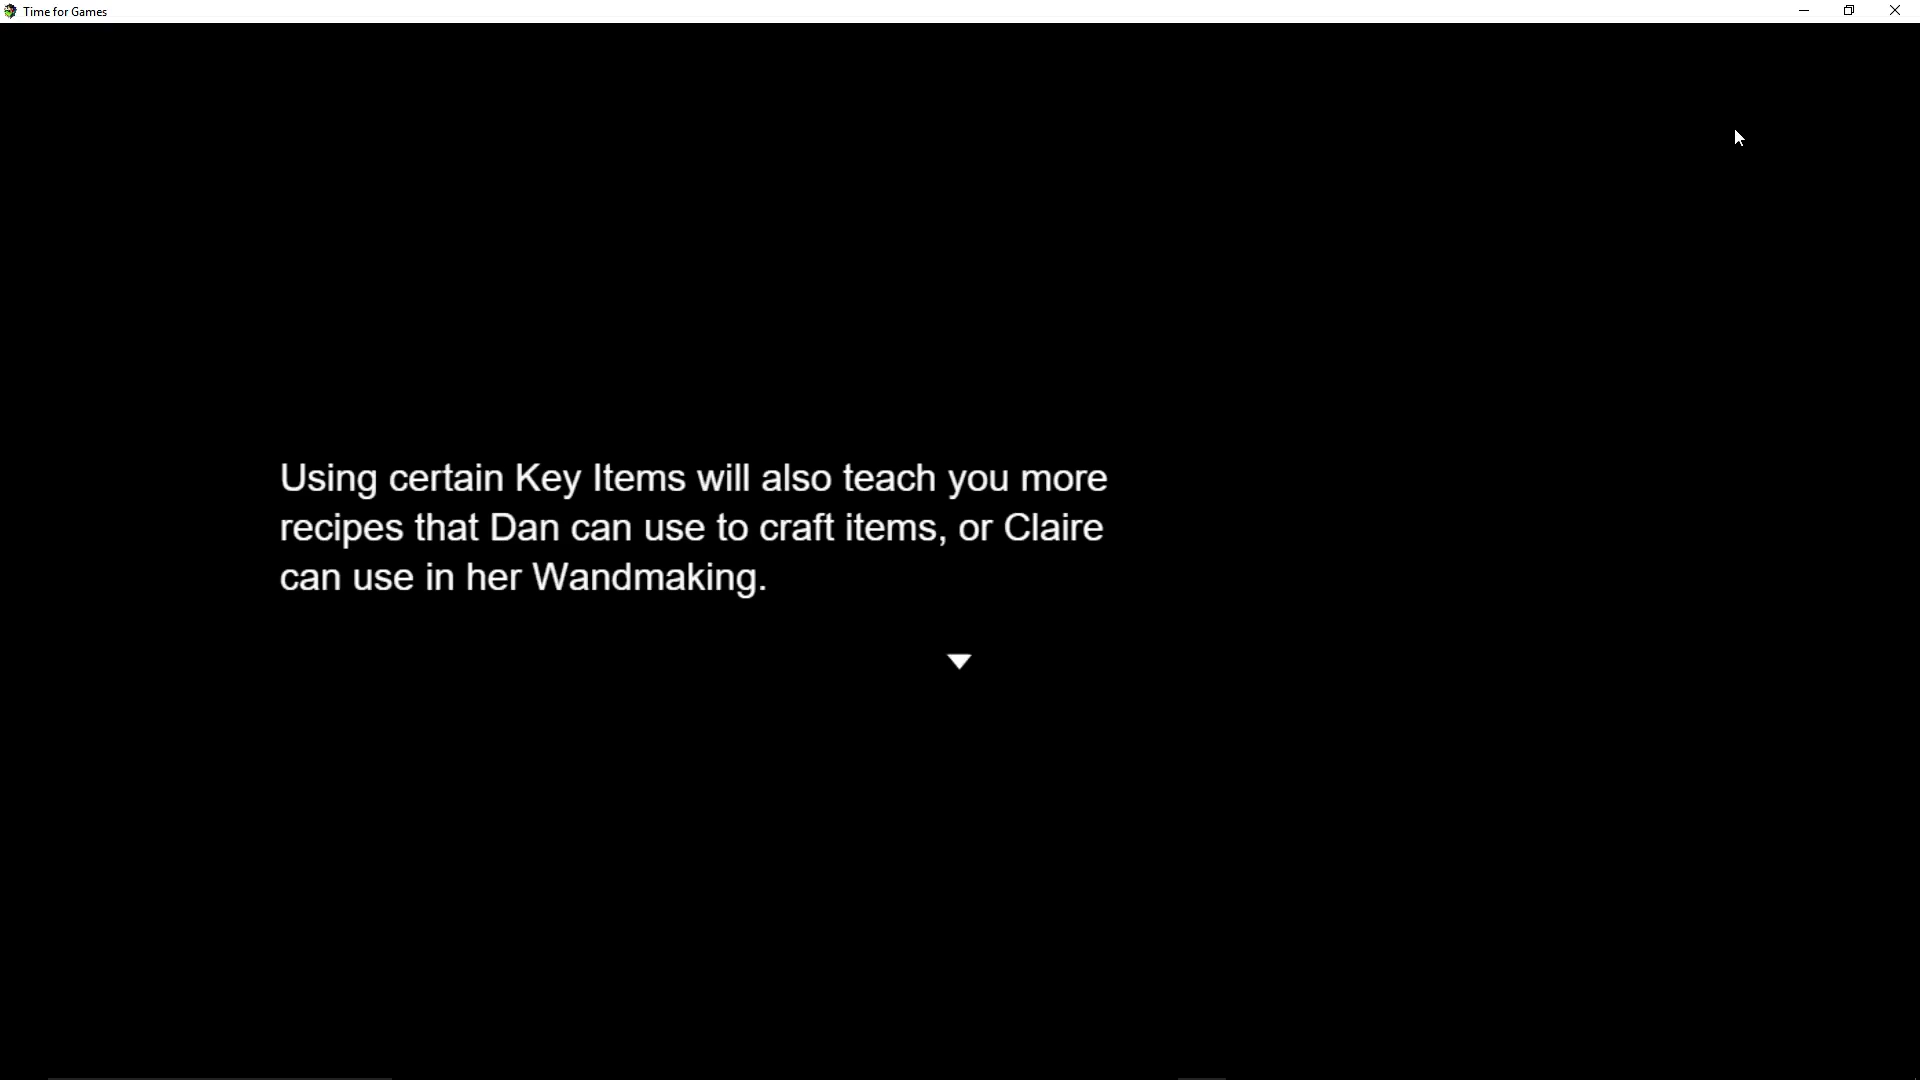 Time for Games
Using certain Key Items will also teach you more
recipes that Dan can use to craft items, or Claire
can use in her Wandmaking.